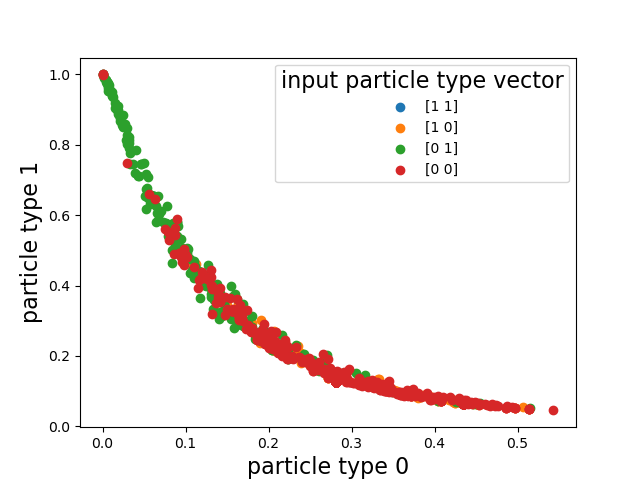 input particle type vector
[1 1]
[1 0]
[0 1]
[0 0]
particle type 1
1.0
0.8
0.6
0.4
0.2
0.0
0.0 0.1 0.2 0.3 0.4 0.5
particle type 0